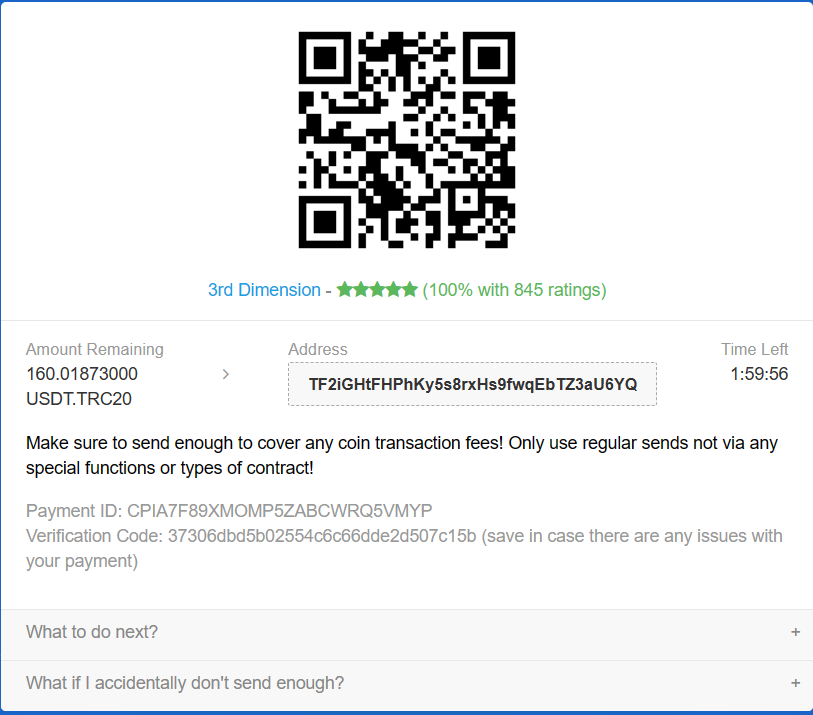 3rd Dimension - ★★★★★ (100% with 845 ratings)
Amount Remaining
160.01873000
USDT.TRC20
Address
TF2iGHtFHPhKy5s8rxHs9fwqEbTZ3aU6YQ
Time Left
1:59:56
Make sure to send enough to cover any coin transaction fees! Only use regular sends not via any
special functions or types of contract!
Payment ID: CPIA7F89XMOMP5ZABCWRQ5VMYP
Verification Code: 37306dbd5b02554c6c66dde2d507c15b (save in case there are any issues with
your payment)
What to do next?
+
What if I accidentally don't send enough?
+